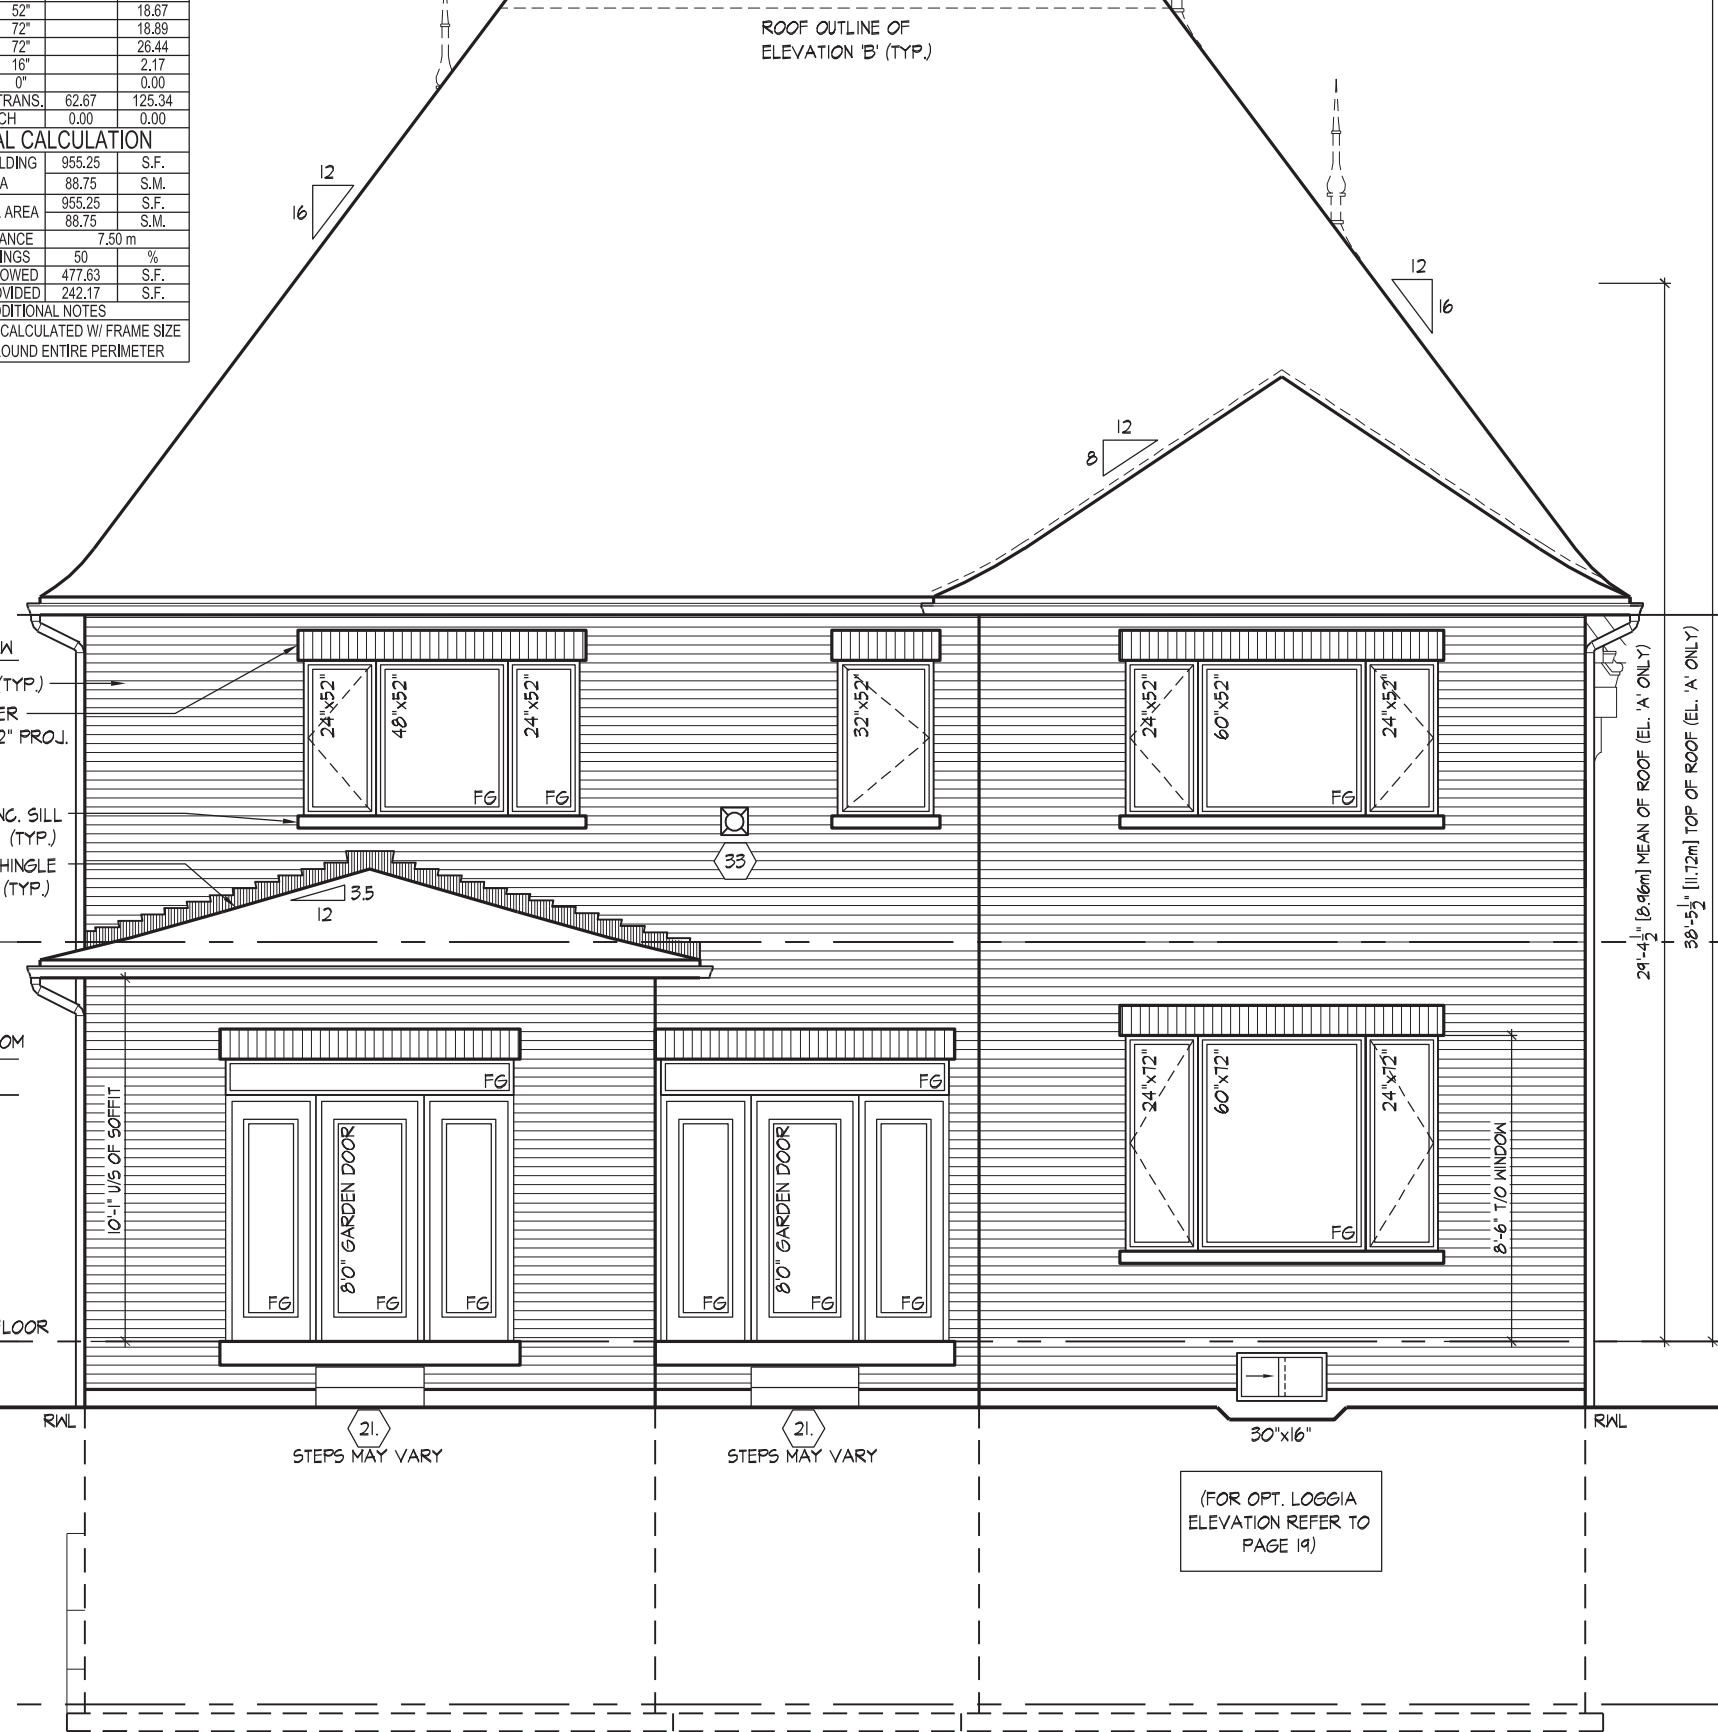 52" 18.67
72" 18.89
72" 26.44
16" 2.17
0" 0.00
TRANS. 62.67 125.34
CH 0.00 0.00
AL CALCULATION
LDING 955.25 S.F.
A 88.75 S.M.
AREA 955.25 S.F.
88.75 S.M.
ANCE 7.50 m
INGS 50 %
OWED 477.63 S.F.
OVIDED 242.17 S.F.
DDITIONAL NOTES
CALCULATED W/ FRAME SIZE
OUND ENTIRE PERIMETER
ROOF OUTLINE OF
ELEVATION 'B' (TYP.)
12
16
12
16
12
8
W
(TYP.)
ER
2" PROJ.
NC. SILL
(TYP.)
HINGLE
(TYP.)
OM
FLOOR
24"x52"
48"x52"
FG
24"x52"
FG
32"x52"
24"x52"
60"x52"
FG
24"x52"
33
3.5
12
29'-4 1/2" [8.96m] MEAN OF ROOF (EL. 'A' ONLY)
38'-5 1/2" [11.72m] TOP OF ROOF (EL. 'A' ONLY)
10'-1" U/S OF SOFFIT
FG
FG
8'0" GARDEN DOOR
FG
FG
FG
FG
8'0" GARDEN DOOR
FG
FG
24"x72"
60"x72"
FG
24"x72"
8'-6" T/O WINDOW
RWL
21.
STEPS MAY VARY
21.
STEPS MAY VARY
30"x16"
RWL
(FOR OPT. LOGGIA
ELEVATION REFER TO
PAGE 19)